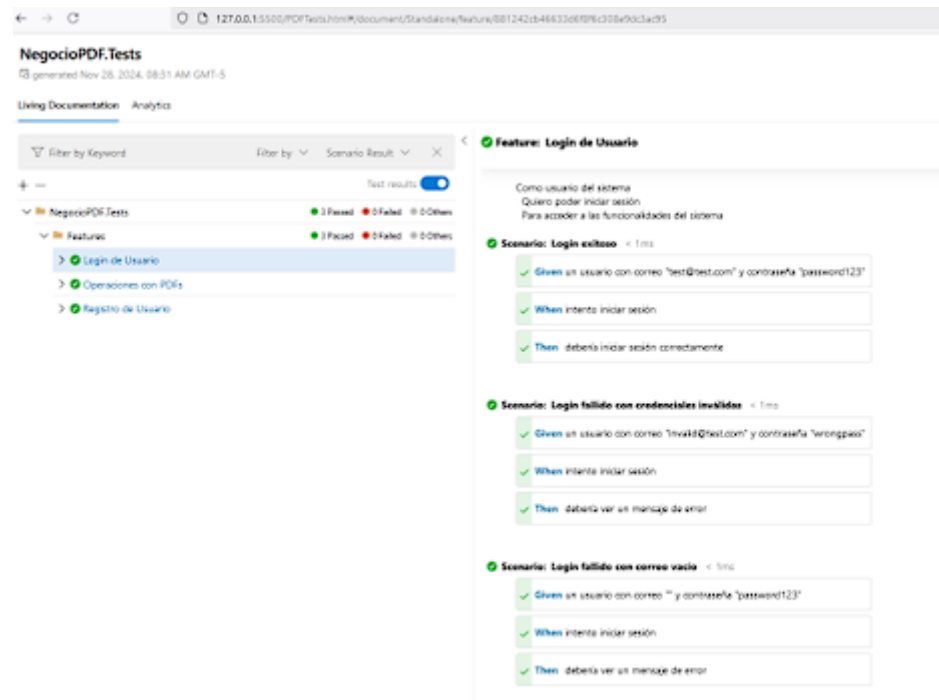 127.0.0.1:5500/PDFTests.html#/document/Standalone/feature/
NegocioPDF.Tests
generated Nov 28, 2024, 08:31 AM GMT-5
Living Documentation Analytics
Filter by Keyword Filter by Scenario Result
Test results
NegocioPDF.Tests 3 Passed 0 Failed 0 Others
Features 3 Passed 0 Failed 0 Others
Login de Usuario
Operaciones con PDFs
Registro de Usuario
Feature: Login de Usuario
Como usuario del sistema
Quiero poder iniciar sesión
Para acceder a las funcionalidades del sistema
Scenario: Login exitoso < 1ms
Given un usuario con correo "test@test.com" y contraseña "password123"
When intento iniciar sesión
Then debería iniciar sesión correctamente
Scenario: Login fallido con credenciales inválidas < 1ms
Given un usuario con correo "invalid@test.com" y contraseña "wrongpass"
When intento iniciar sesión
Then debería ver un mensaje de error
Scenario: Login fallido con correo vacío < 1ms
Given un usuario con correo "" y contraseña "password123"
When intento iniciar sesión
Then debería ver un mensaje de error